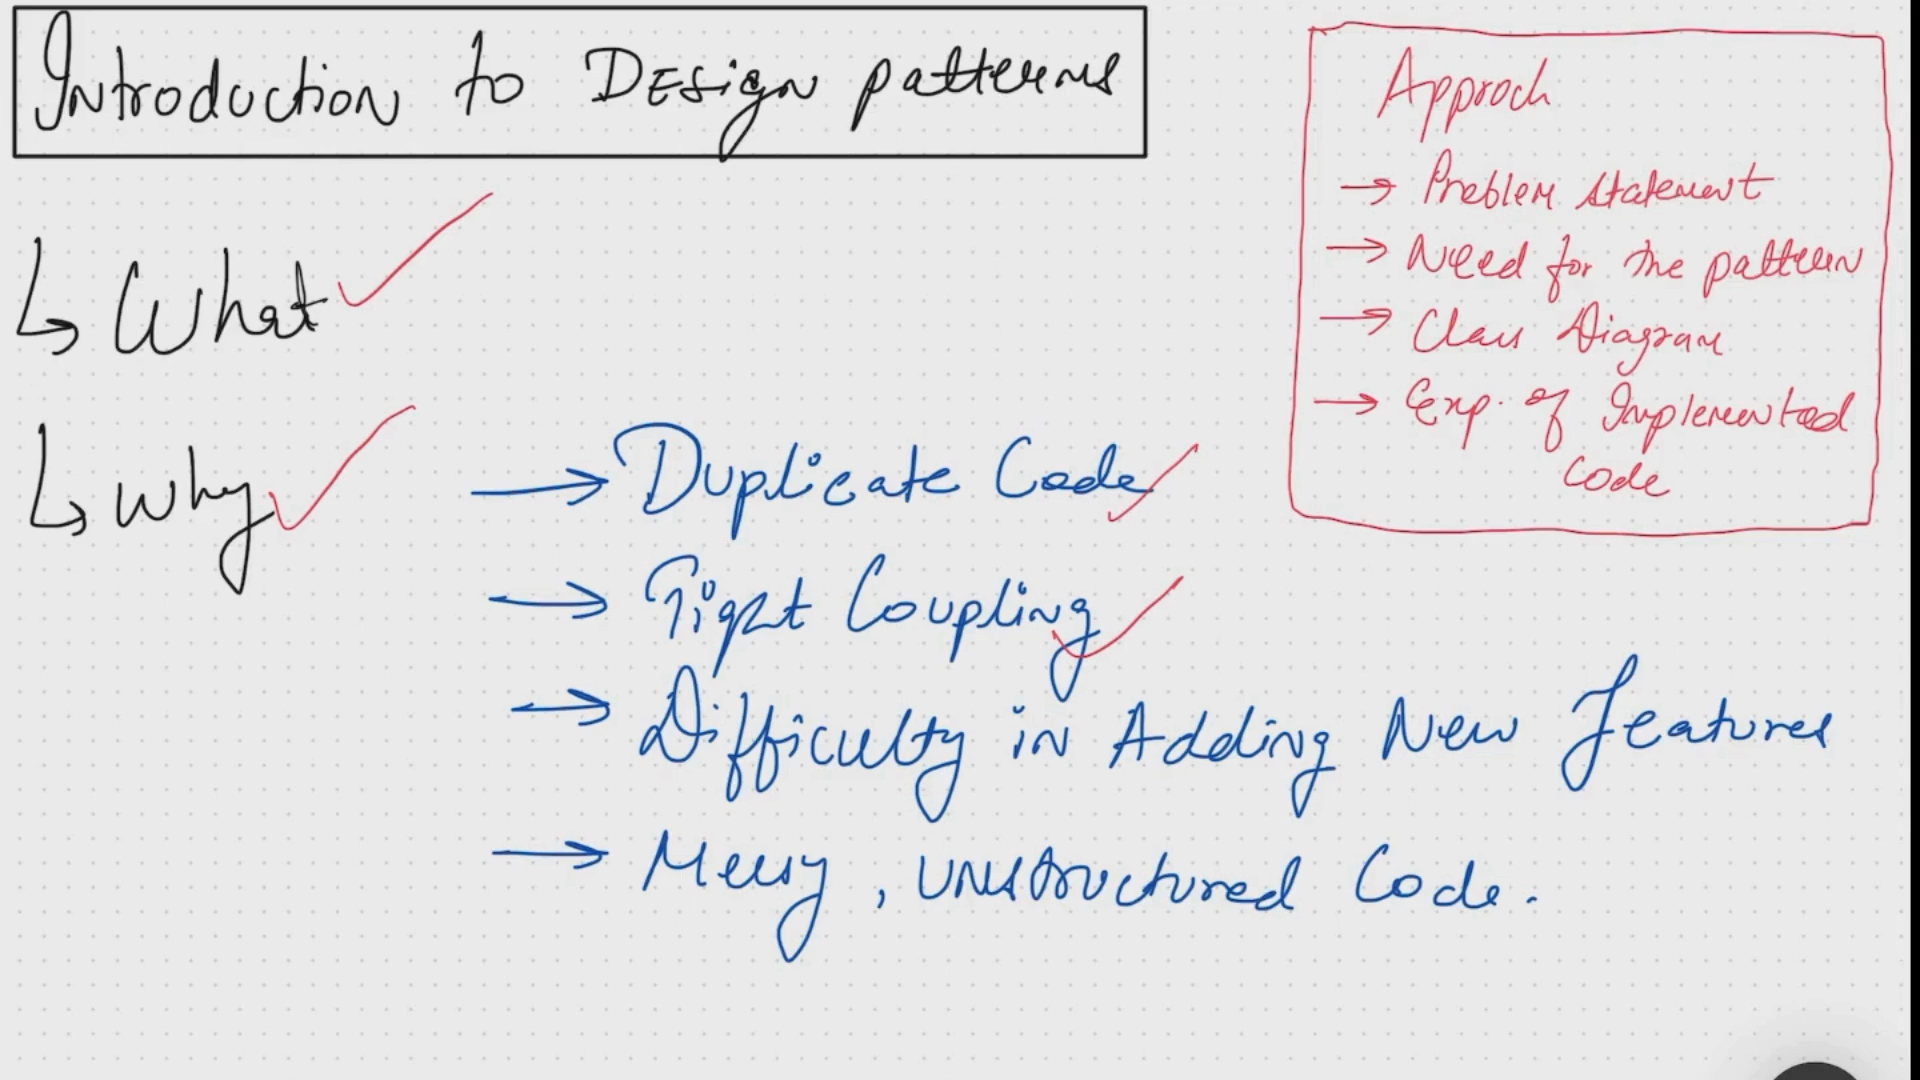 Introduction to Design patterns
What
Why
→ Duplicate Code
→ Tight Coupling
→ Difficulty in Adding New Features
→ Messy, Unstructured Code.
Approch
→ Problem Statement
→ Need for the pattern
→ Class Diagram
→ Exp. of Implemented
Code